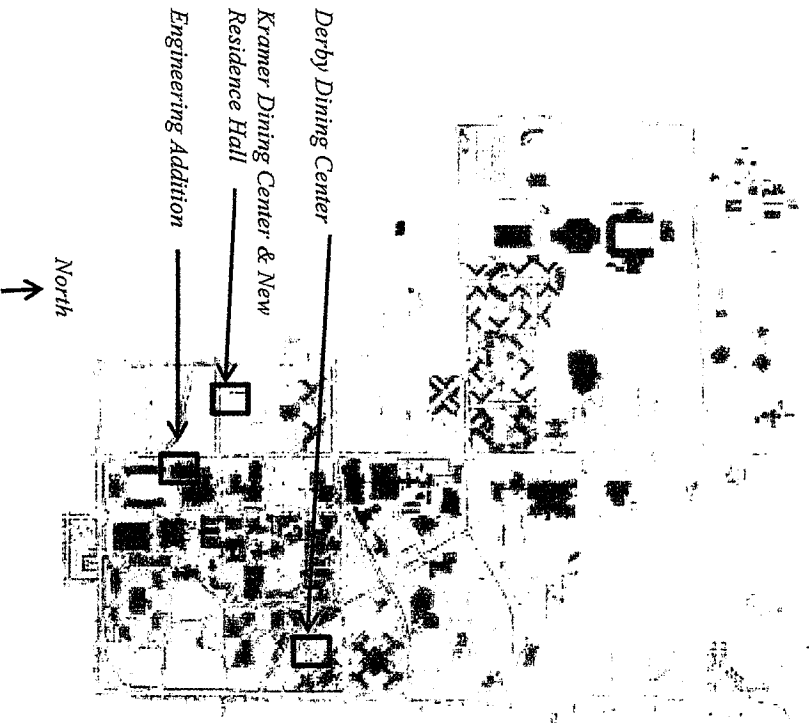 Derby Dining Center
Kramer Dining Center & New
Residence Hall
Engineering Addition
North